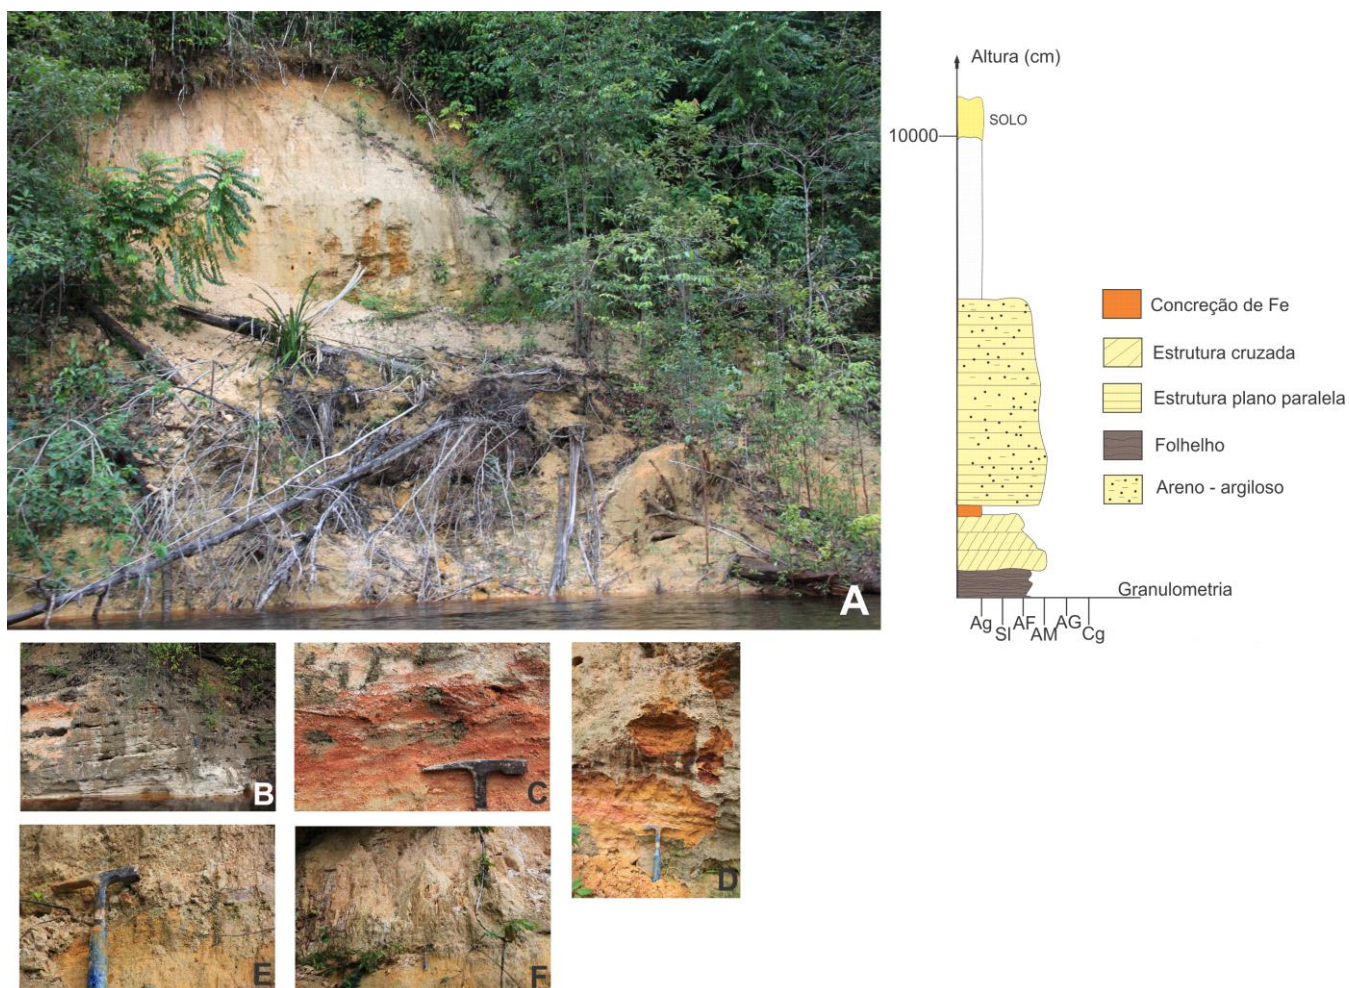 Altura (cm)
SOLO
10000
Concreção de Fe
Estrutura cruzada
Estrutura plano paralela
Folhelho
Areno - argiloso
Granulometria
Ag
SI
AF
AM
AG
Cg
A
B
C
D
E
F